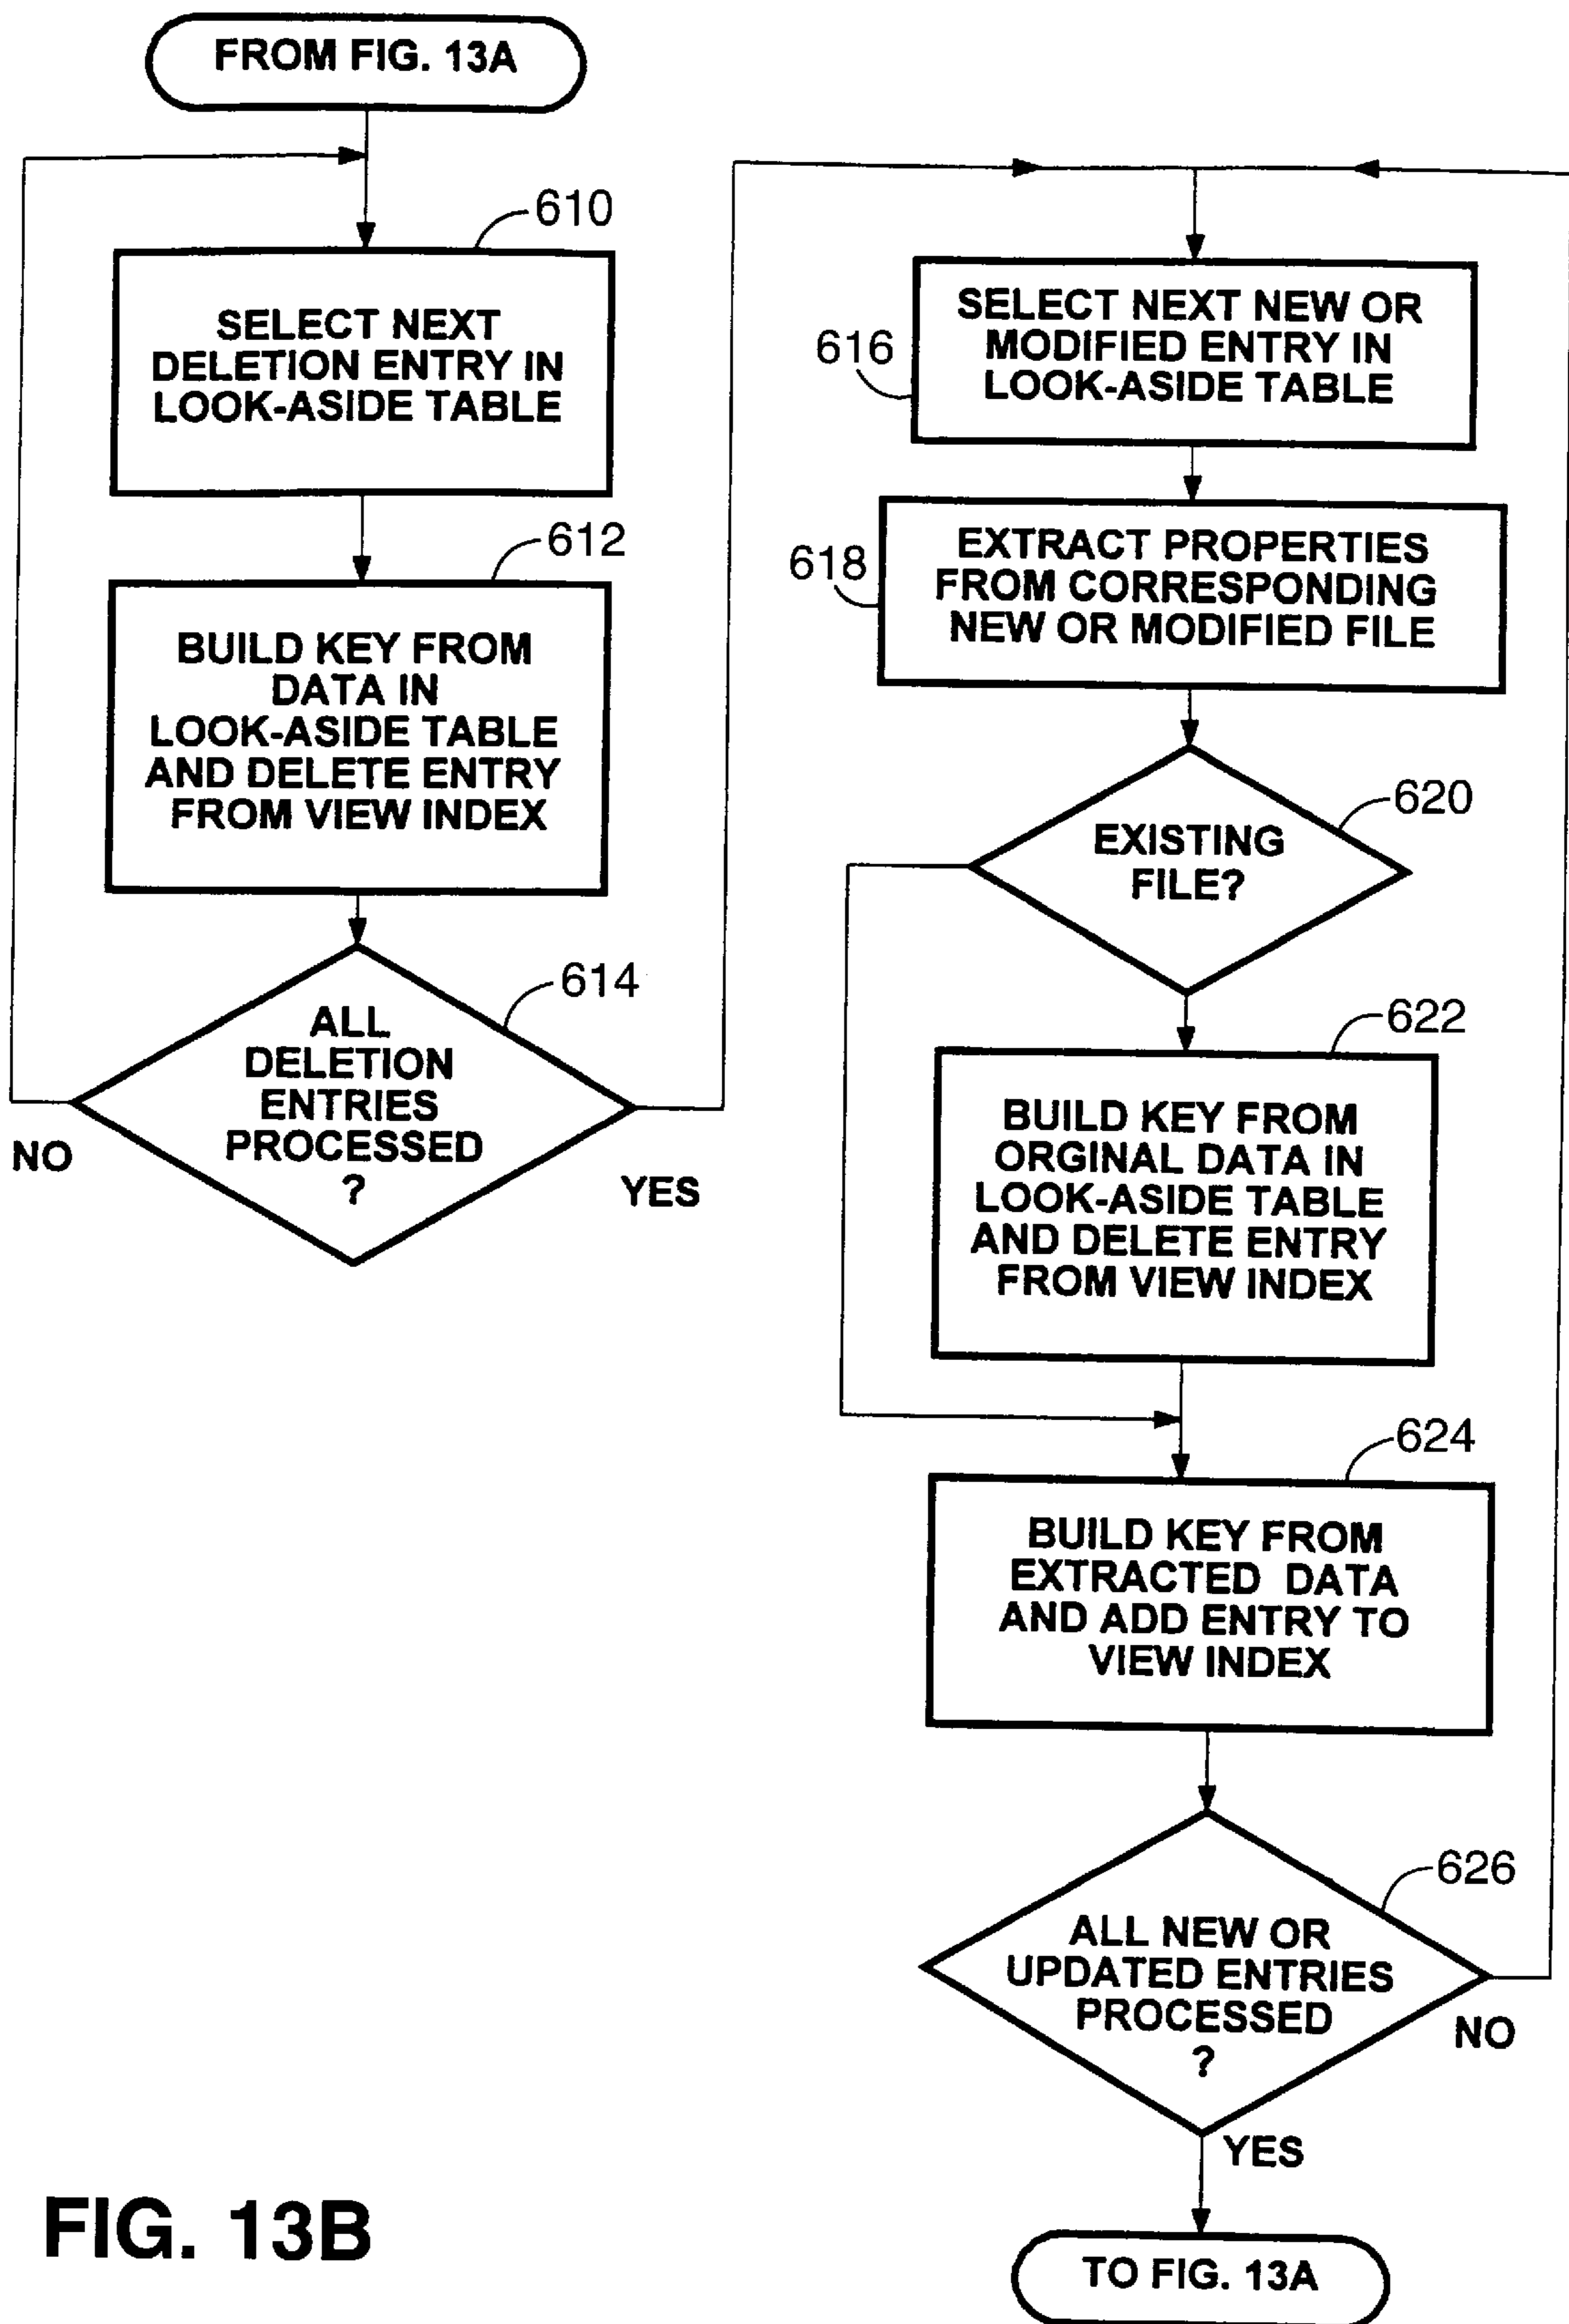 FROM FIG. 13A
610
SELECT NEXT
DELETION ENTRY IN
LOOK-ASIDE TABLE
612
BUILD KEY FROM
DATA IN
LOOK-ASIDE TABLE
AND DELETE ENTRY
FROM VIEW INDEX
614
ALL
DELETION
ENTRIES
PROCESSED
?
NO
YES
616
SELECT NEXT NEW OR
MODIFIED ENTRY IN
LOOK-ASIDE TABLE
618
EXTRACT PROPERTIES
FROM CORRESPONDING
NEW OR MODIFIED FILE
620
EXISTING
FILE?
622
BUILD KEY FROM
ORGINAL DATA IN
LOOK-ASIDE TABLE
AND DELETE ENTRY
FROM VIEW INDEX
624
BUILD KEY FROM
EXTRACTED DATA
AND ADD ENTRY TO
VIEW INDEX
626
ALL NEW OR
UPDATED ENTRIES
PROCESSED
?
NO
YES
TO FIG. 13A
FIG. 13B